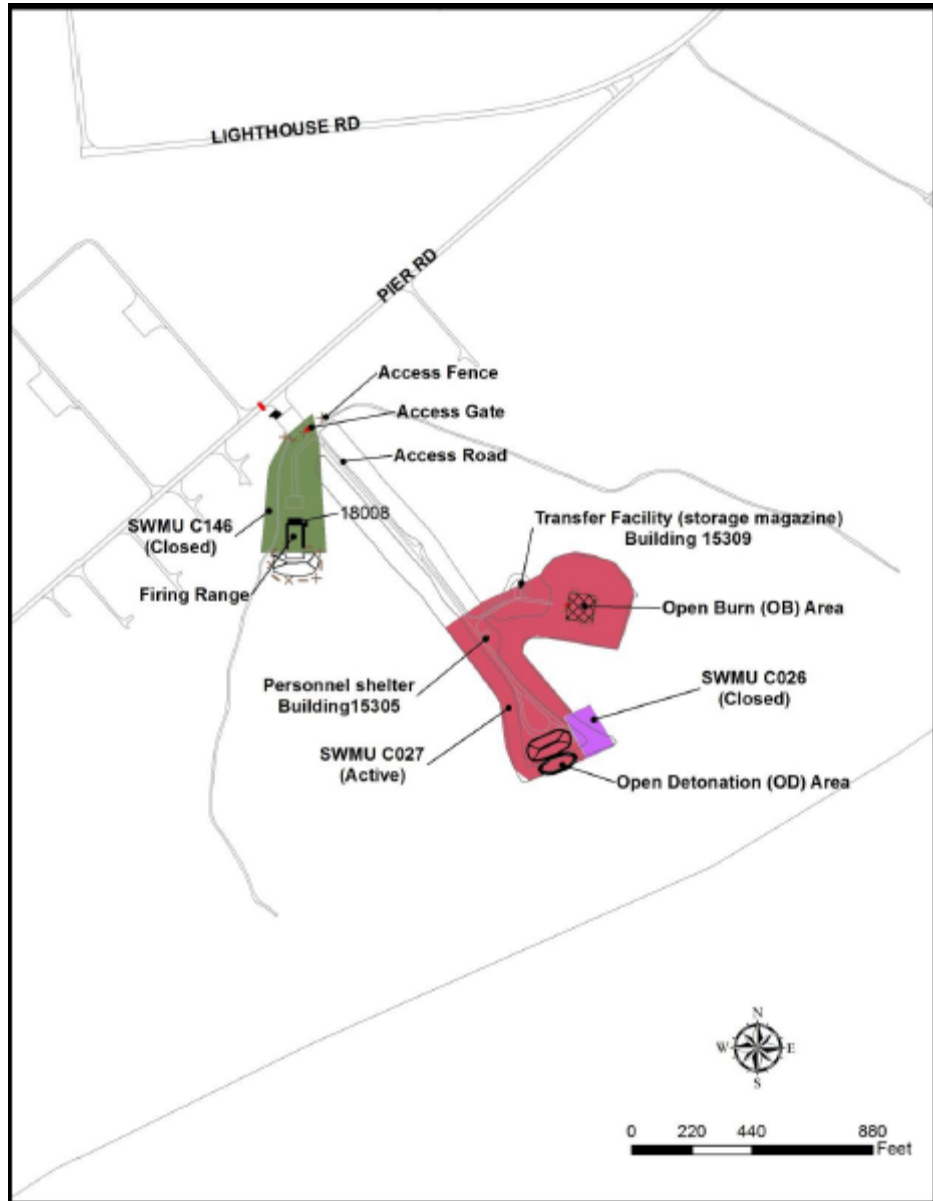 LIGHTHOUSE RD
PIER RD
Access Fence
Access Gate
Access Road
18008
SWMU C146
(Closed)
Firing Range
Transfer Facility (storage magazine)
Building 15309
Open Burn (OB) Area
Personnel shelter
Building15305
SWMU C026
(Closed)
SWMU C027
(Active)
Open Detonation (OD) Area
N
W E
S
0 220 440 880
Feet